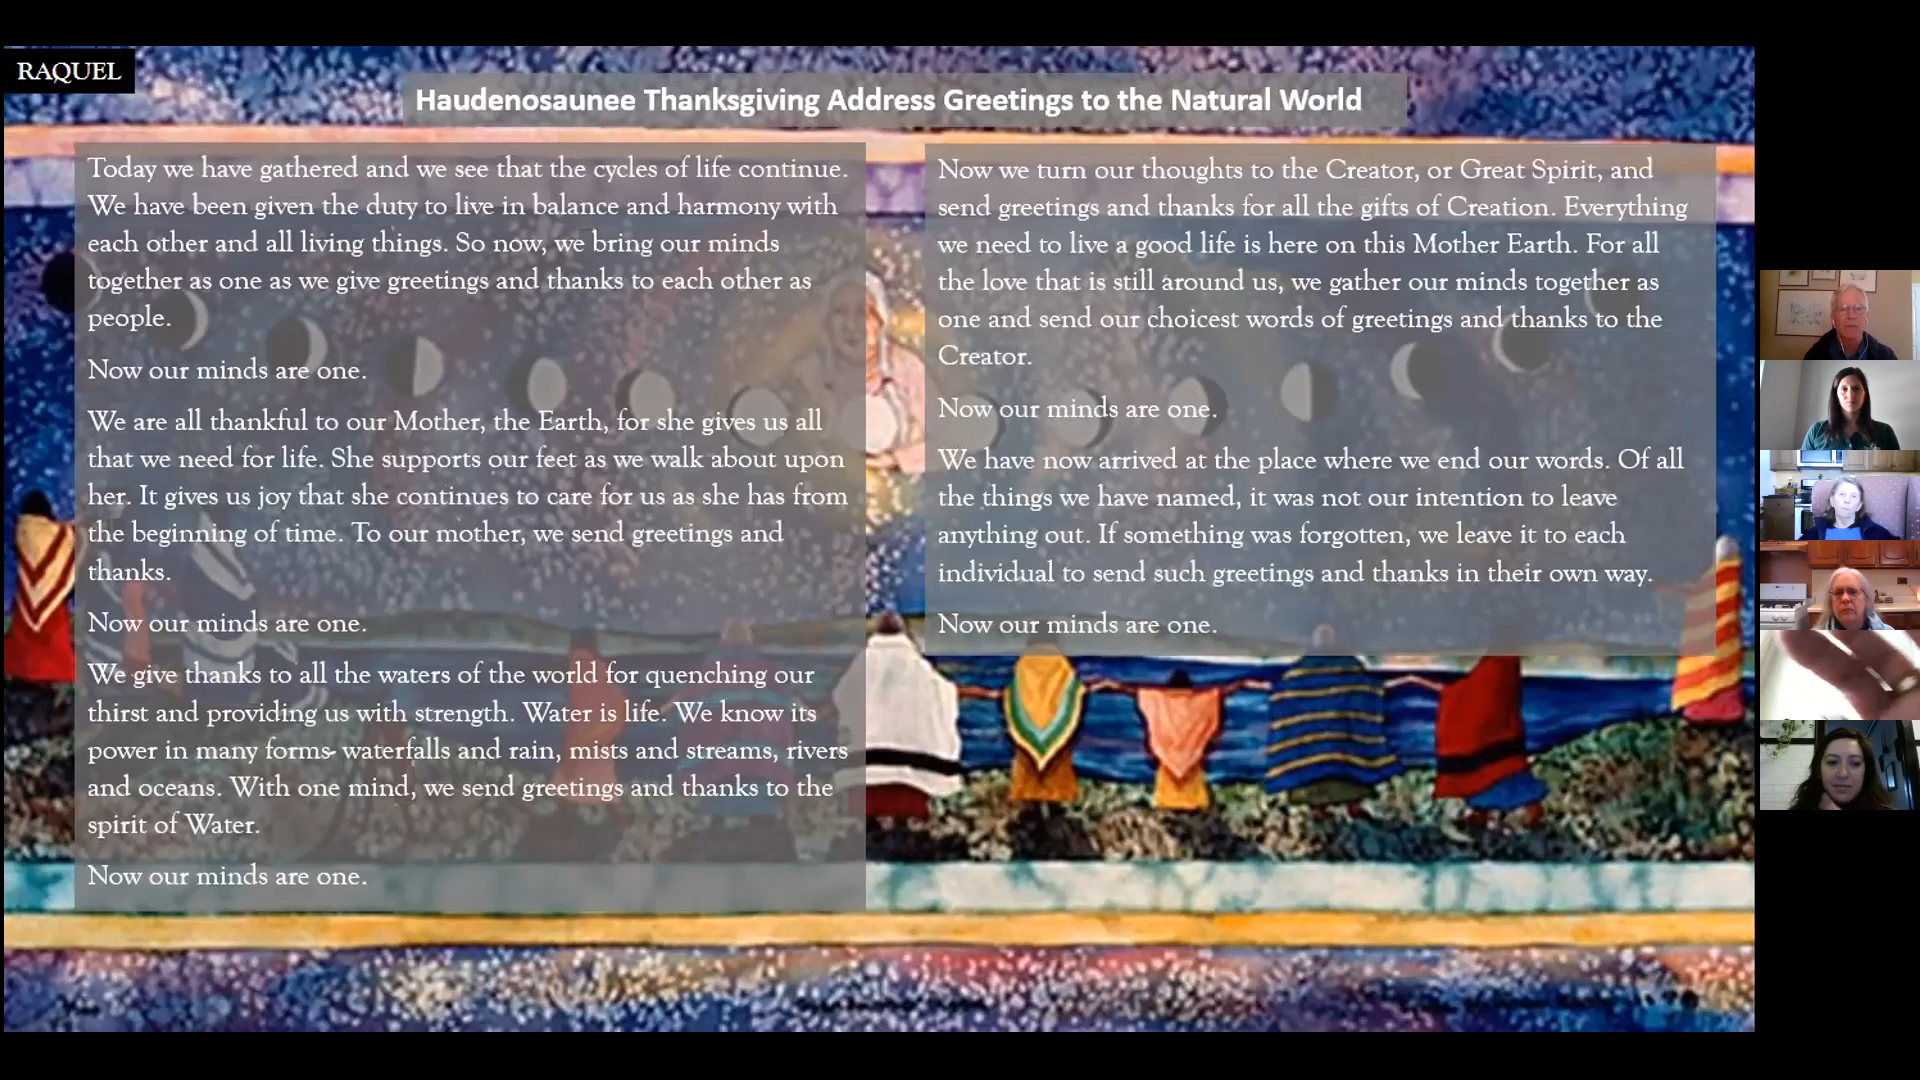 RAQUEL
Haudenosaunee Thanksgiving Address Greetings to the Natural World
Today we have gathered and we see that the cycles of life continue.
We have been given the duty to live in balance and harmony with
each other and all living things. So now, we bring our minds
together as one as we give greetings and thanks to each other as
people.
Now our minds are one.
We are all thankful to our Mother, the Earth, for she gives us all
that we need for life. She supports our feet as we walk about upon
her. It gives us joy that she continues to care for us as she has from
the beginning of time. To our mother, we send greetings and
thanks.
Now our minds are one.
We give thanks to all the waters of the world for quenching our
thirst and providing us with strength. Water is life. We know its
power in many forms- waterfalls and rain, mists and streams, rivers
and oceans. With one mind, we send greetings and thanks to the
spirit of Water.
Now our minds are one.
Now we turn our thoughts to the Creator, or Great Spirit, and
send greetings and thanks for all the gifts of Creation. Everything
we need to live a good life is here on this Mother Earth. For all
the love that is still around us, we gather our minds together as
one and send our choicest words of greetings and thanks to the
Creator.
Now our minds are one.
We have now arrived at the place where we end our words. Of all
the things we have named, it was not our intention to leave
anything out. If something was forgotten, we leave it to each
individual to send such greetings and thanks in their own way.
Now our minds are one.